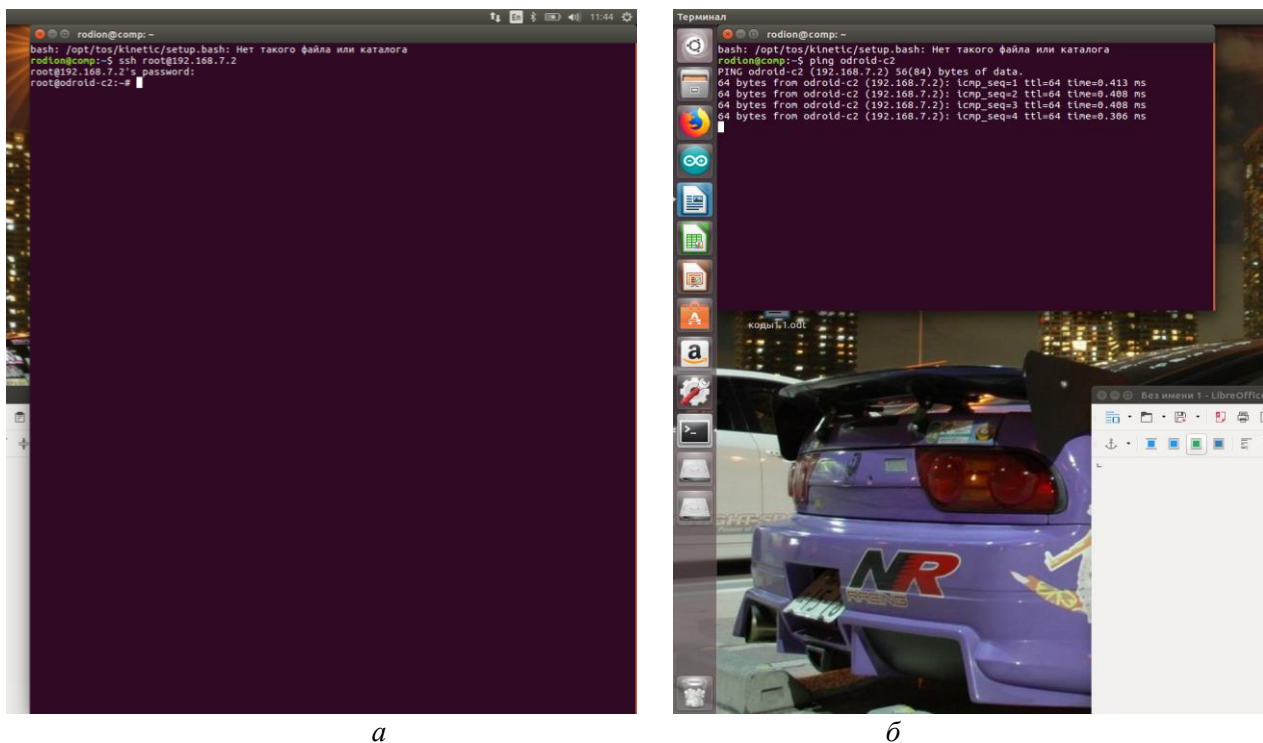 En
11:44
rodion@comp: ~
bash: /opt/tos/kinetic/setup.bash: Нет такого файла или каталога
rodion@comp:~$ ssh root@192.168.7.2
root@192.168.7.2's password:
root@odroid-c2:~#
а
Терминал
rodion@comp: ~
bash: /opt/tos/kinetic/setup.bash: Нет такого файла или каталога
rodion@comp:~$ ping odroid-c2
PING odroid-c2 (192.168.7.2) 56(84) bytes of data.
64 bytes from odroid-c2 (192.168.7.2): icmp_seq=1 ttl=64 time=0.413 ms
64 bytes from odroid-c2 (192.168.7.2): icmp_seq=2 ttl=64 time=0.408 ms
64 bytes from odroid-c2 (192.168.7.2): icmp_seq=3 ttl=64 time=0.408 ms
64 bytes from odroid-c2 (192.168.7.2): icmp_seq=4 ttl=64 time=0.306 ms
коды1.1.odt
Без имени 1 - LibreOffice
NR
RACING
б